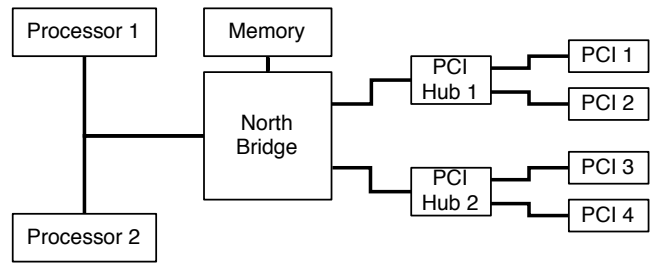 Processor 1
Memory
North
Bridge
Processor 2
PCI
Hub 1
PCI 1
PCI 2
PCI
Hub 2
PCI 3
PCI 4